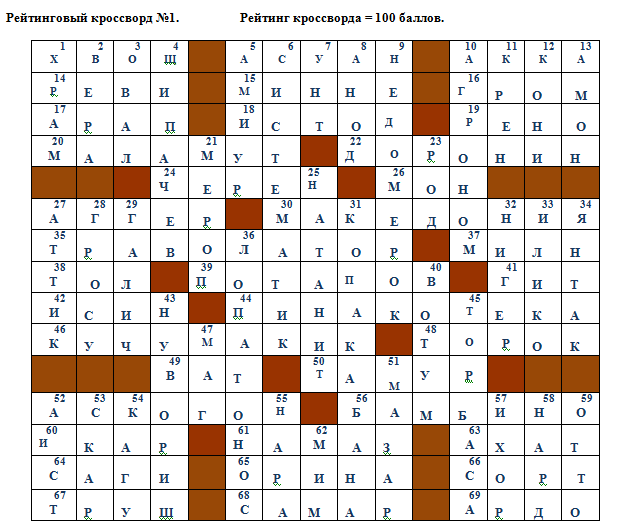 Рейтинговый кроссворд №1. Рейтинг кроссворда = 100 баллов.
1 2 3 4 5 6 7 8 9 10 11 12 13
Х В О Щ А С У А Н А К К А
14 15 16
Р Е В И М И Н Н Е Г Р О М
17 18 19
А Р А П И С Т О Д Р Е Н О
20 21 22 23
М А Л А М У Т Д О Р О Н И Н
24 25 26
Ч Е Р Е Н М О Н
27 28 29 30 31 32 33 34
А Г Г Е Р М А К Е Д О Н И Я
35 36 37
Т Р А В О Л А Т О Р М И Л Н
38 39 40 41
Т О Л П О Т А П О В Г И Т
42 43 44 45
И С И Н П И Н А К О Т Е К А
46 47 48
К У Ч У М А К И К Т О Р О К
49 50 51
В А Т Т А М У Р
52 53 54 55 56 57 58 59
А С К О Г О Н Б А М Б И Н О
60 61 62 63
И К А Р Н А М А З А Х А Т
64 65 66
С А Г И О Р И Н А С О Р Т
67 68 69
Т Р У Щ С А М А Р А Р Д О